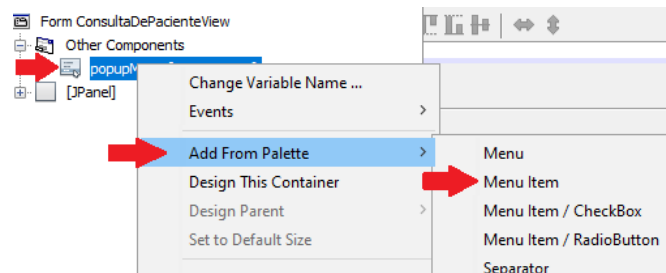 Form ConsultaDePacienteView
Other Components
[JPanel]
Change Variable Name ...
Events
Add From Palette
Design This Container
Design Parent
Set to Default Size
Menu
Menu Item
Menu Item / CheckBox
Menu Item / RadioButton
Separator